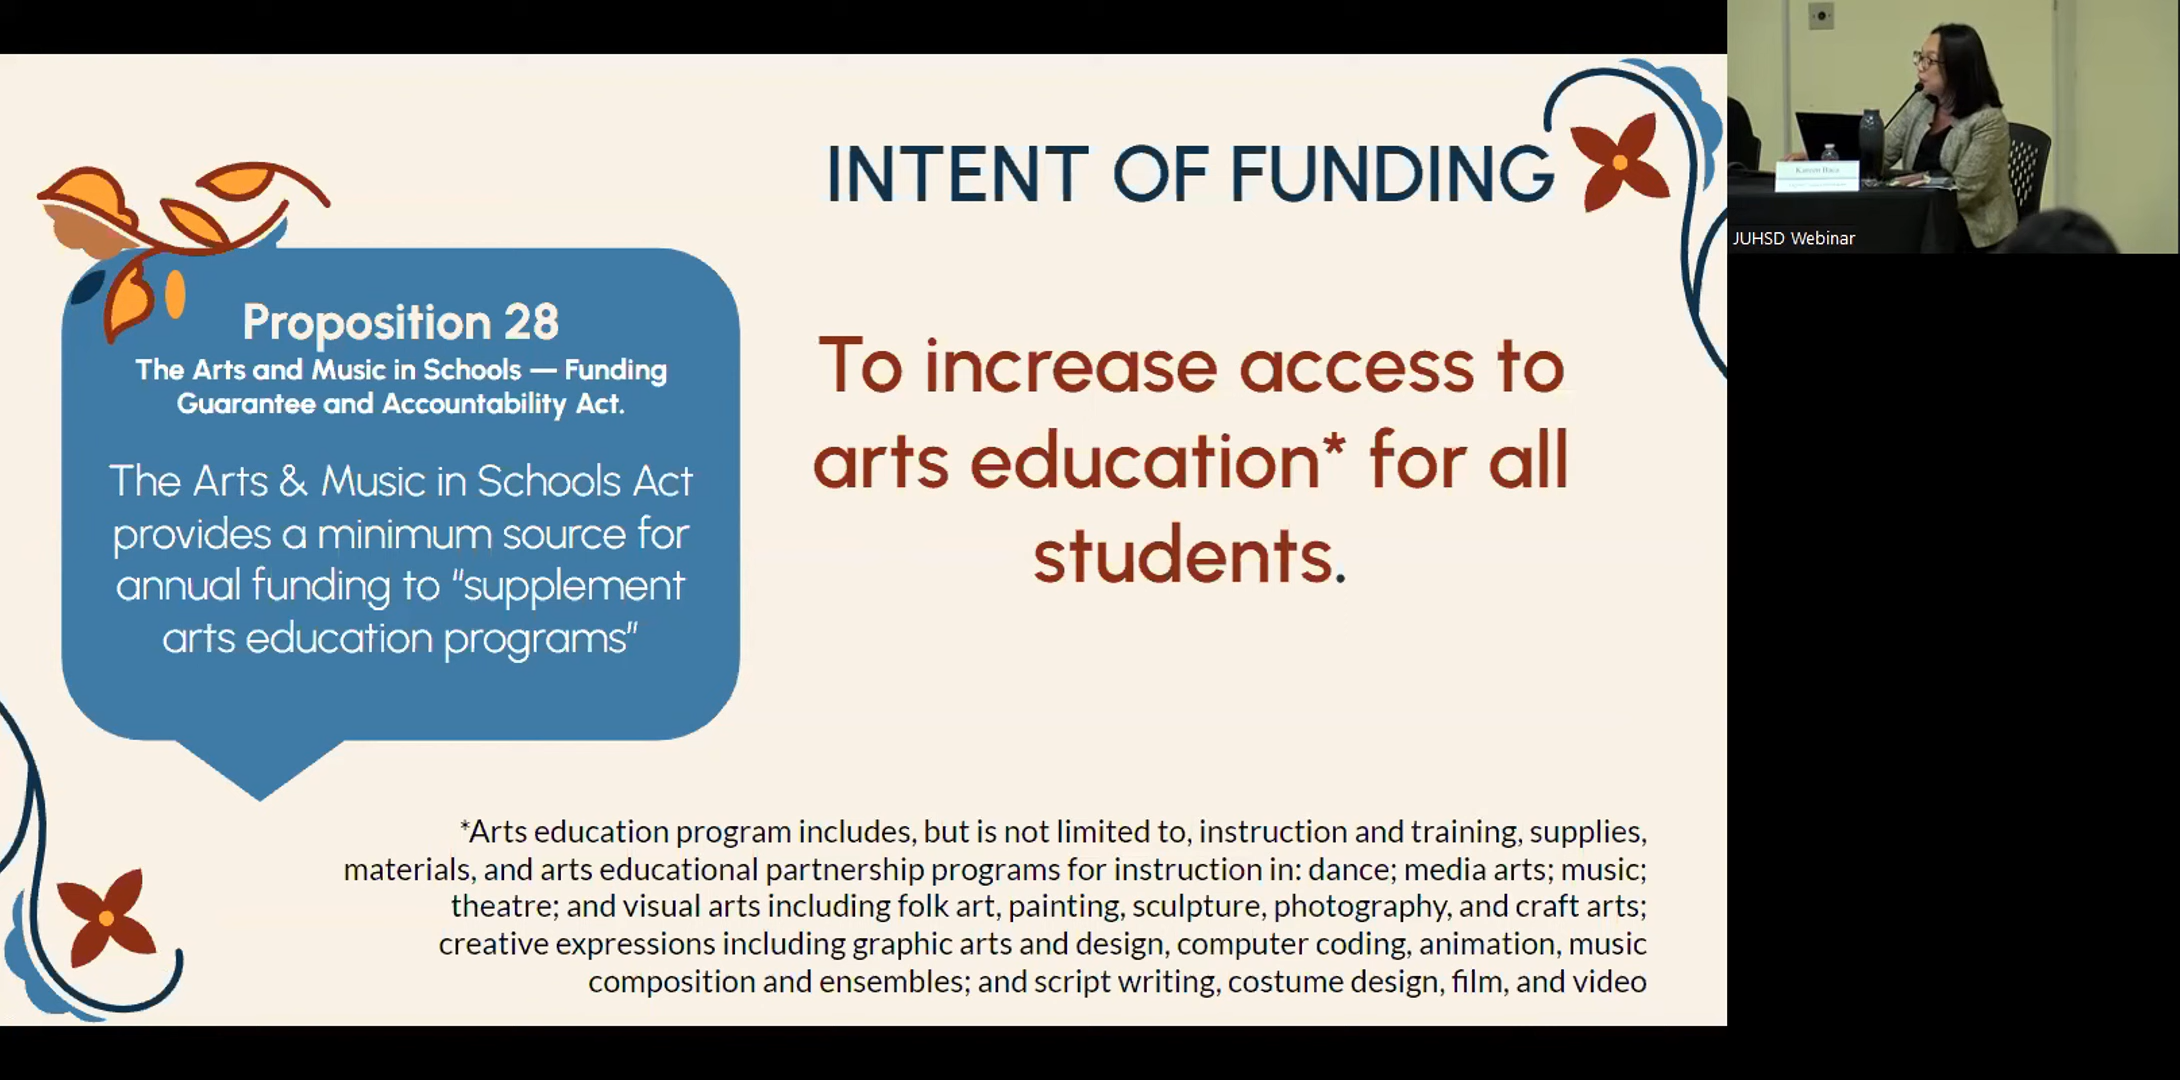 INTENT OF FUNDING
Proposition 28
The Arts and Music in Schools — Funding
Guarantee and Accountability Act.
The Arts & Music in Schools Act
provides a minimum source for
annual funding to "supplement
arts education programs"
To increase access to
arts education* for all
students.
*Arts education program includes, but is not limited to, instruction and training, supplies,
materials, and arts educational partnership programs for instruction in: dance; media arts; music;
theatre; and visual arts including folk art, painting, sculpture, photography, and craft arts;
creative expressions including graphic arts and design, computer coding, animation, music
composition and ensembles; and script writing, costume design, film, and video
JUHSD Webinar